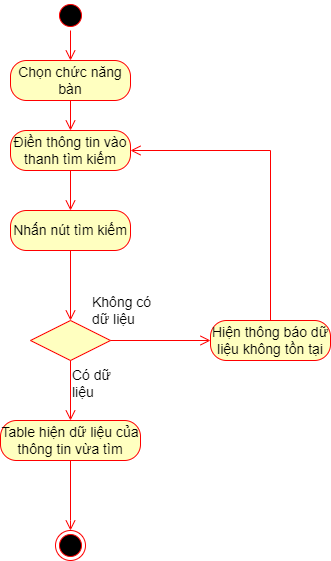 Chọn chức năng
bàn
Điền thông tin vào
thanh tìm kiếm
Nhấn nút tìm kiếm
Không có
dữ liệu
Hiện thông báo dữ
liệu không tồn tại
Có dữ
liệu
Table hiện dữ liệu của
thông tin vừa tìm